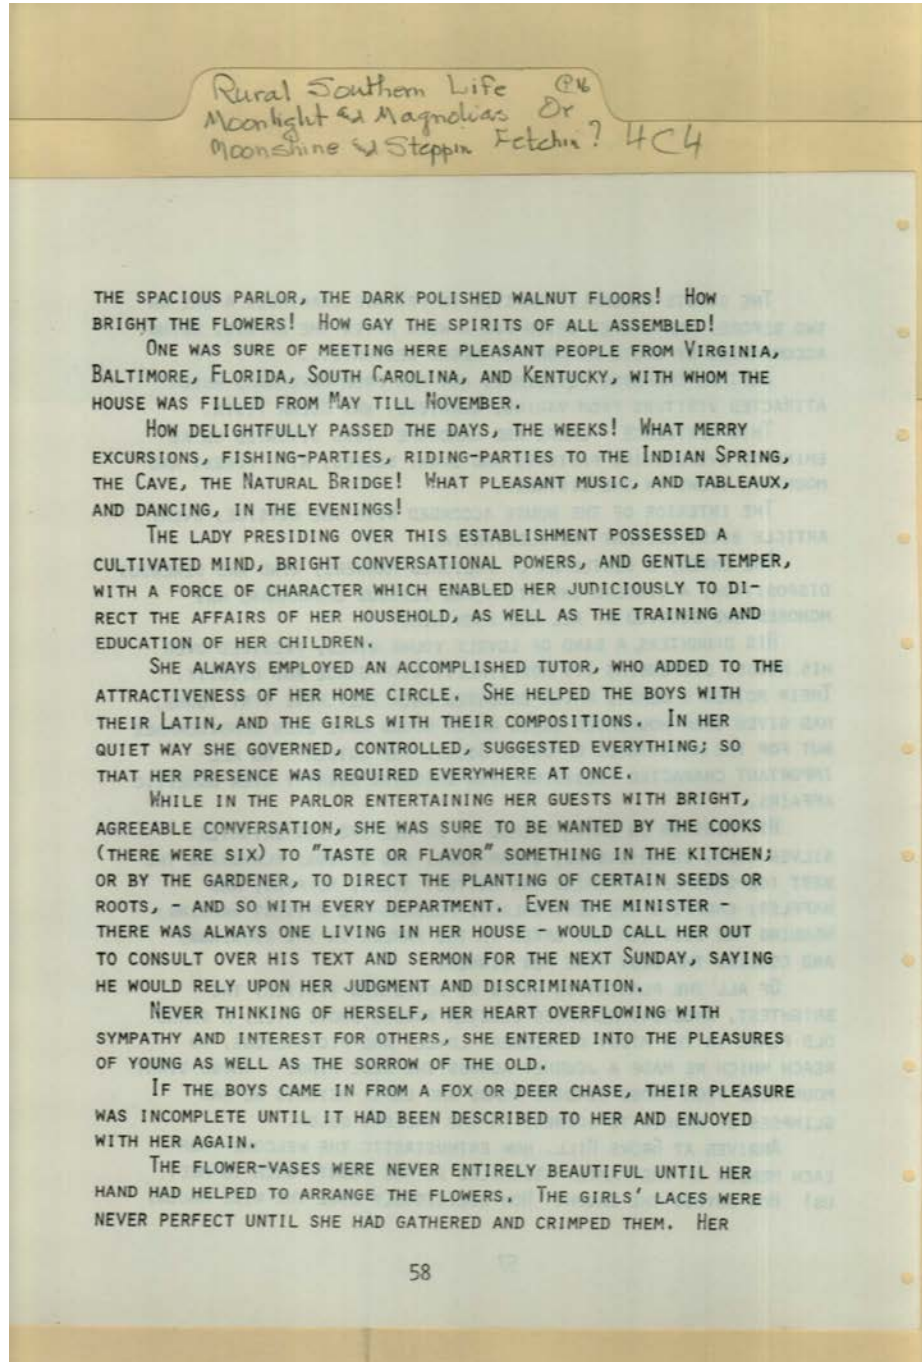 Rural Southern Life
Moonlight & Magnolias Or
Moonshine & Steppin Fetchin? 4C4
THE SPACIOUS PARLOR, THE DARK POLISHED WALNUT FLOORS! HOW
BRIGHT THE FLOWERS! HOW GAY THE SPIRITS OF ALL ASSEMBLED!
ONE WAS SURE OF MEETING HERE PLEASANT PEOPLE FROM VIRGINIA,
BALTIMORE, FLORIDA, SOUTH CAROLINA, AND KENTUCKY, WITH WHOM THE
HOUSE WAS FILLED FROM MAY TILL NOVEMBER.
HOW DELIGHTFULLY PASSED THE DAYS, THE WEEKS! WHAT MERRY
EXCURSIONS, FISHING-PARTIES, RIDING-PARTIES TO THE INDIAN SPRING,
THE CAVE, THE NATURAL BRIDGE! WHAT PLEASANT MUSIC, AND TABLEAUX,
AND DANCING, IN THE EVENINGS!
THE LADY PRESIDING OVER THIS ESTABLISHMENT POSSESSED A
CULTIVATED MIND, BRIGHT CONVERSATIONAL POWERS, AND GENTLE TEMPER,
WITH A FORCE OF CHARACTER WHICH ENABLED HER JUDICIOUSLY TO DI-
RECT THE AFFAIRS OF HER HOUSEHOLD, AS WELL AS THE TRAINING AND
EDUCATION OF HER CHILDREN.
SHE ALWAYS EMPLOYED AN ACCOMPLISHED TUTOR, WHO ADDED TO THE
ATTRACTIVENESS OF HER HOME CIRCLE. SHE HELPED THE BOYS WITH
THEIR LATIN, AND THE GIRLS WITH THEIR COMPOSITIONS. IN HER
QUIET WAY SHE GOVERNED, CONTROLLED, SUGGESTED EVERYTHING; SO
THAT HER PRESENCE WAS REQUIRED EVERYWHERE AT ONCE.
WHILE IN THE PARLOR ENTERTAINING HER GUESTS WITH BRIGHT,
AGREEABLE CONVERSATION, SHE WAS SURE TO BE WANTED BY THE COOKS
(THERE WERE SIX) TO "TASTE OR FLAVOR" SOMETHING IN THE KITCHEN;
OR BY THE GARDENER, TO DIRECT THE PLANTING OF CERTAIN SEEDS OR
ROOTS, - AND SO WITH EVERY DEPARTMENT. EVEN THE MINISTER -
THERE WAS ALWAYS ONE LIVING IN HER HOUSE - WOULD CALL HER OUT
TO CONSULT OVER HIS TEXT AND SERMON FOR THE NEXT SUNDAY, SAYING
HE WOULD RELY UPON HER JUDGMENT AND DISCRIMINATION.
NEVER THINKING OF HERSELF, HER HEART OVERFLOWING WITH
SYMPATHY AND INTEREST FOR OTHERS, SHE ENTERED INTO THE PLEASURES
OF YOUNG AS WELL AS THE SORROW OF THE OLD.
IF THE BOYS CAME IN FROM A FOX OR DEER CHASE, THEIR PLEASURE
WAS INCOMPLETE UNTIL IT HAD BEEN DESCRIBED TO HER AND ENJOYED
WITH HER AGAIN.
THE FLOWER-VASES WERE NEVER ENTIRELY BEAUTIFUL UNTIL HER
HAND HAD HELPED TO ARRANGE THE FLOWERS. THE GIRLS' LACES WERE
NEVER PERFECT UNTIL SHE HAD GATHERED AND CRIMPED THEM. HER
58